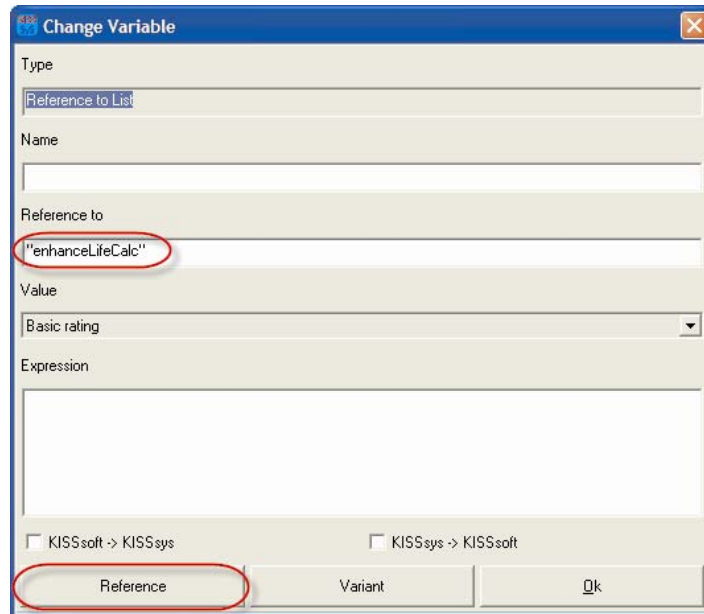 Change Variable
Type
Reference to List
Name
Reference to
"enhanceLifeCalc"
Value
Basic rating
Expression
KISSsoft -> KISSsys
KISSsys -> KISSsoft
Reference
Variant
Ok